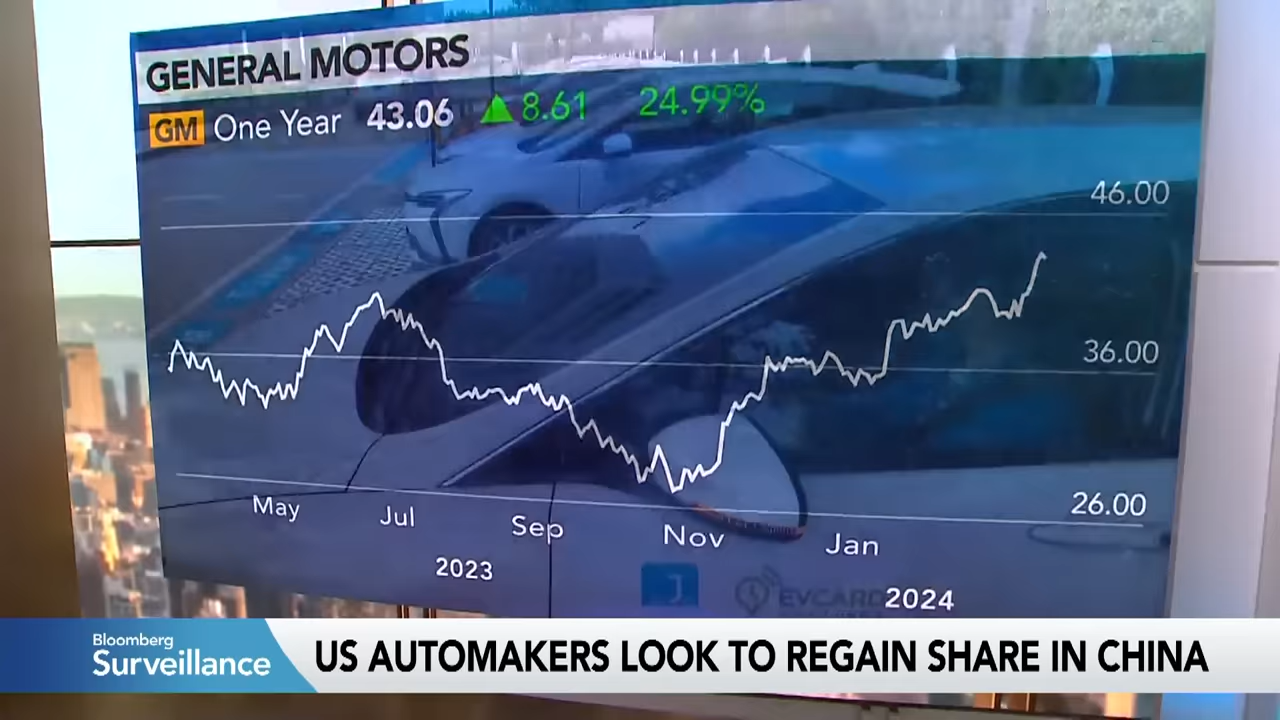 GENERAL MOTORS
GM One Year 43.06 ▲ 8.61 24.99%
46.00
36.00
26.00
May Jul Sep Nov Jan
2023 2024
EVCARD
Bloomberg
Surveillance
US AUTOMAKERS LOOK TO REGAIN SHARE IN CHINA